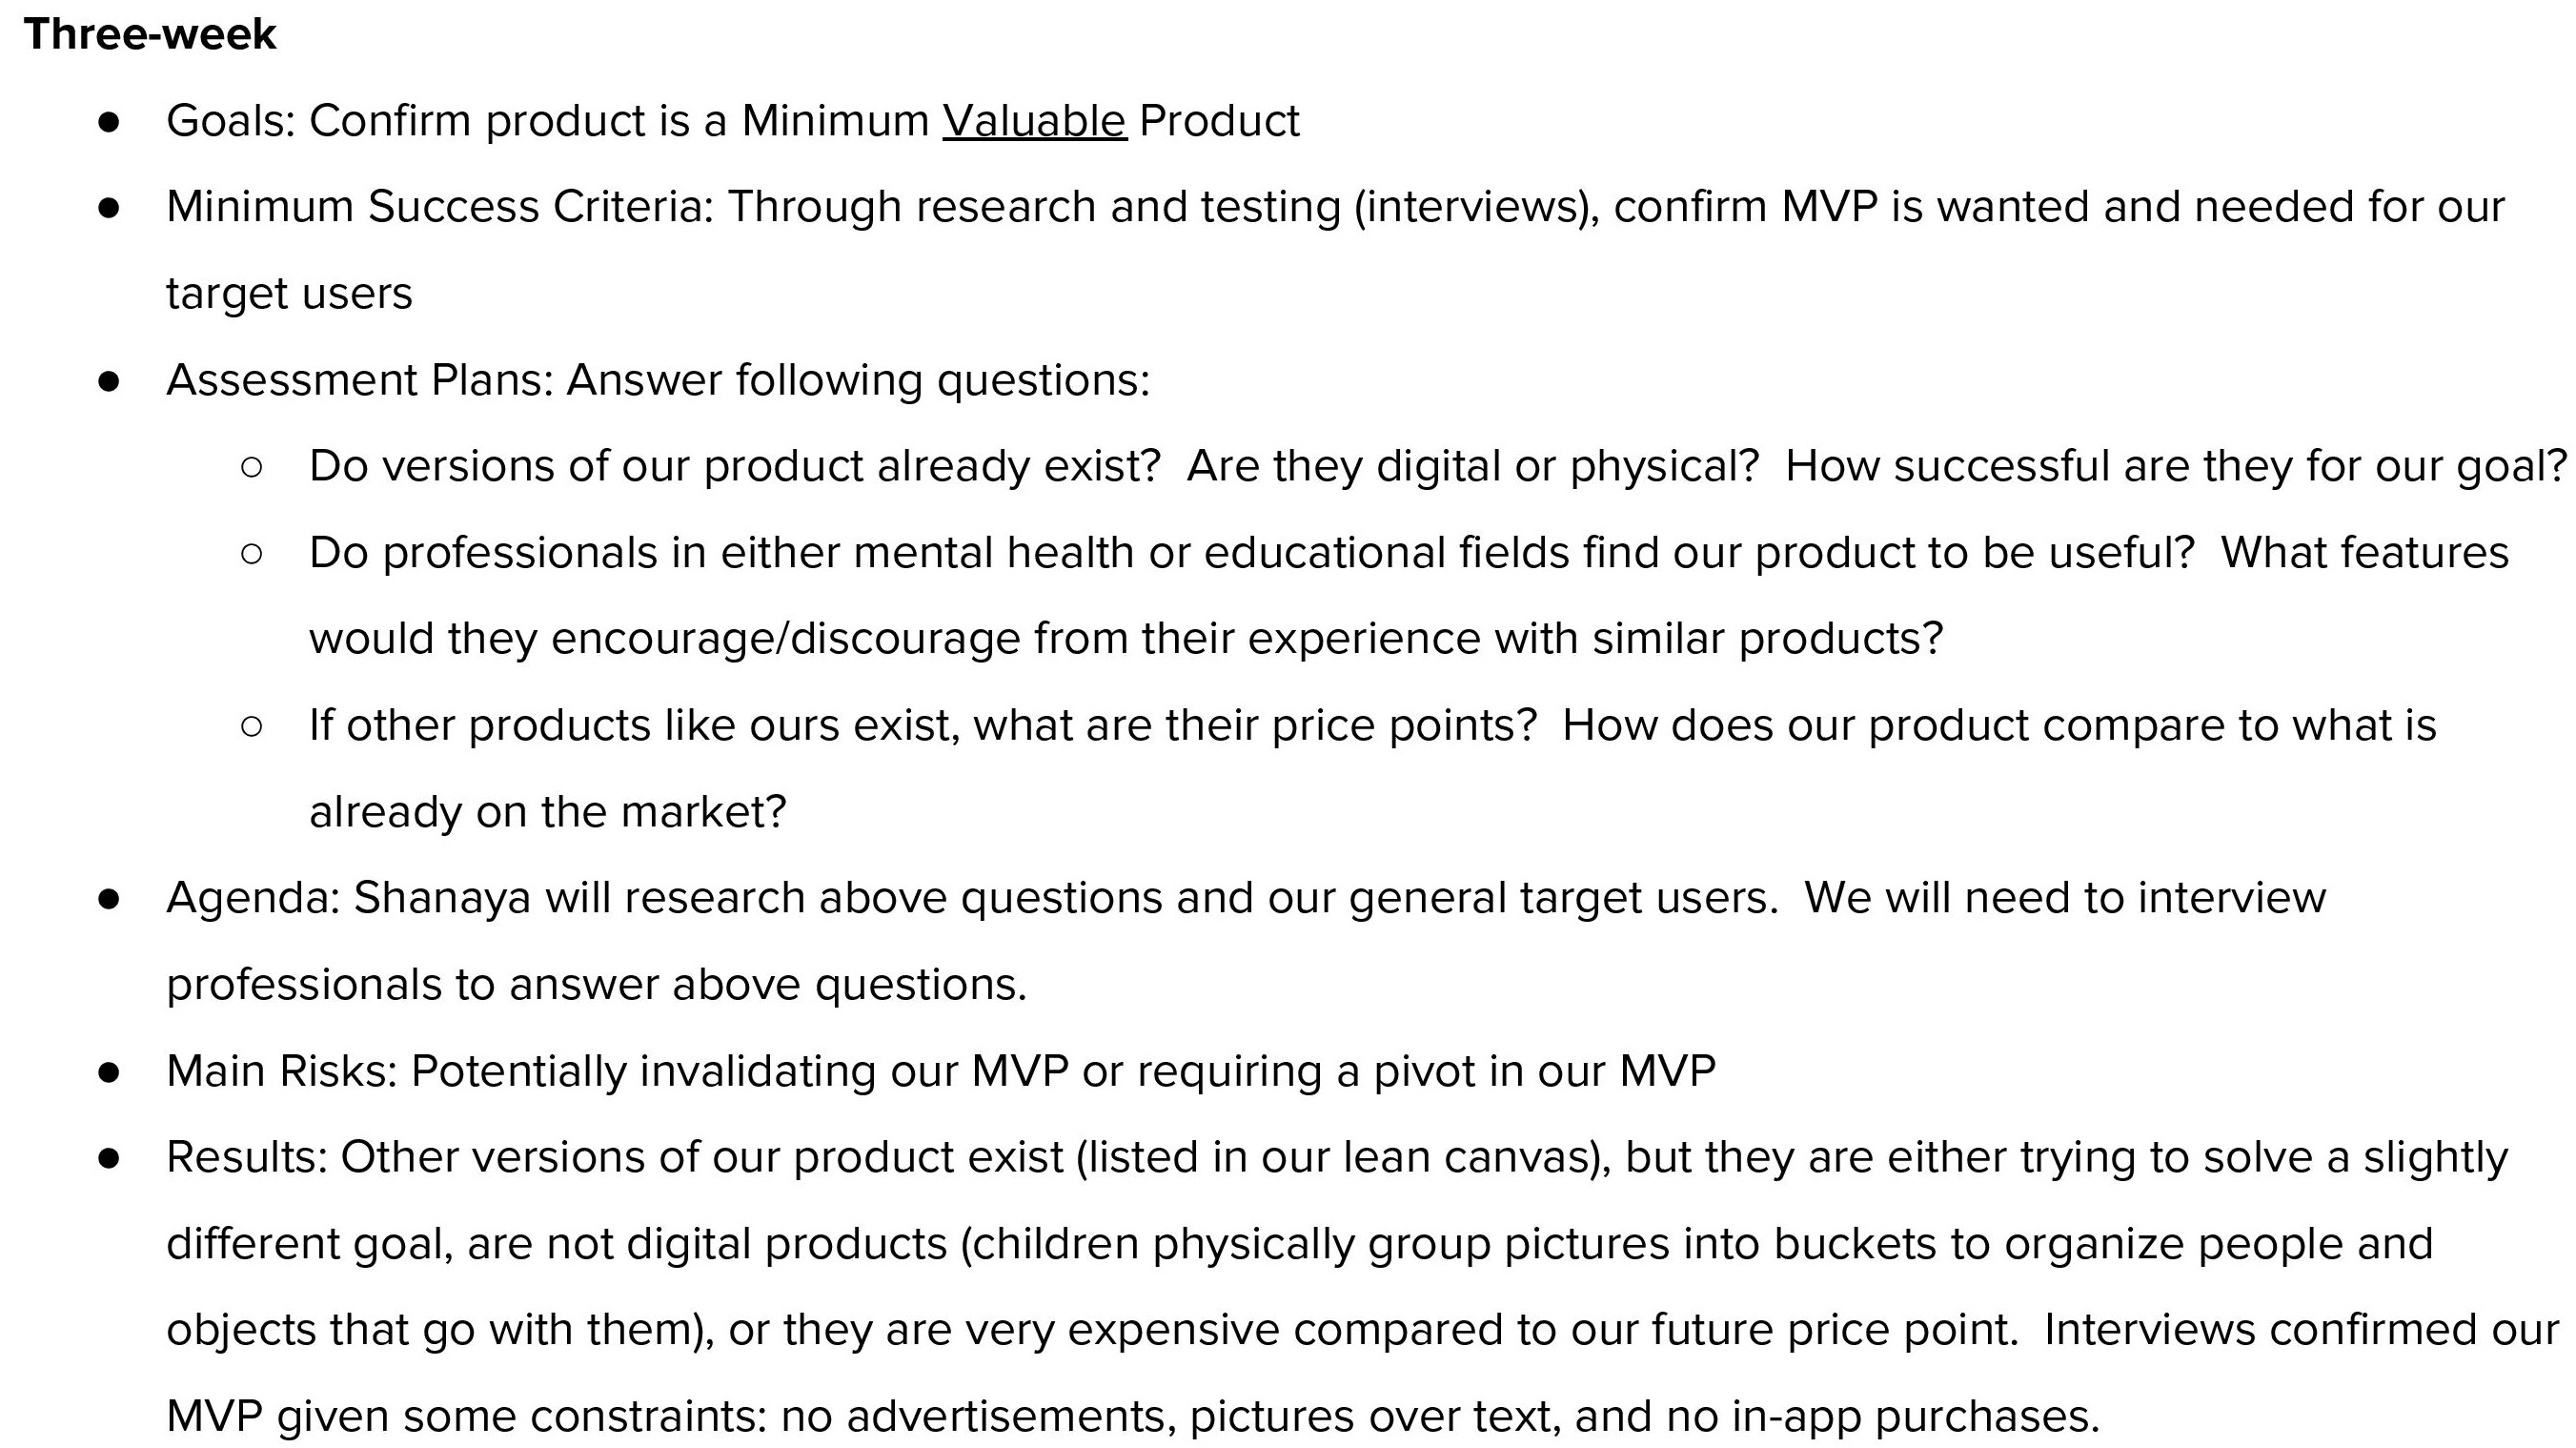 Three-week
● Goals: Confirm product is a Minimum Valuable Product
● Minimum Success Criteria: Through research and testing (interviews), confirm MVP is wanted and needed for our
target users
● Assessment Plans: Answer following questions:
○ Do versions of our product already exist?  Are they digital or physical?  How successful are they for our goal?
○ Do professionals in either mental health or educational fields find our product to be useful?  What features
would they encourage/discourage from their experience with similar products?
○ If other products like ours exist, what are their price points?  How does our product compare to what is
already on the market?
● Agenda: Shanaya will research above questions and our general target users.  We will need to interview
professionals to answer above questions.
● Main Risks: Potentially invalidating our MVP or requiring a pivot in our MVP
● Results: Other versions of our product exist (listed in our lean canvas), but they are either trying to solve a slightly
different goal, are not digital products (children physically group pictures into buckets to organize people and
objects that go with them), or they are very expensive compared to our future price point.  Interviews confirmed our
MVP given some constraints: no advertisements, pictures over text, and no in-app purchases.